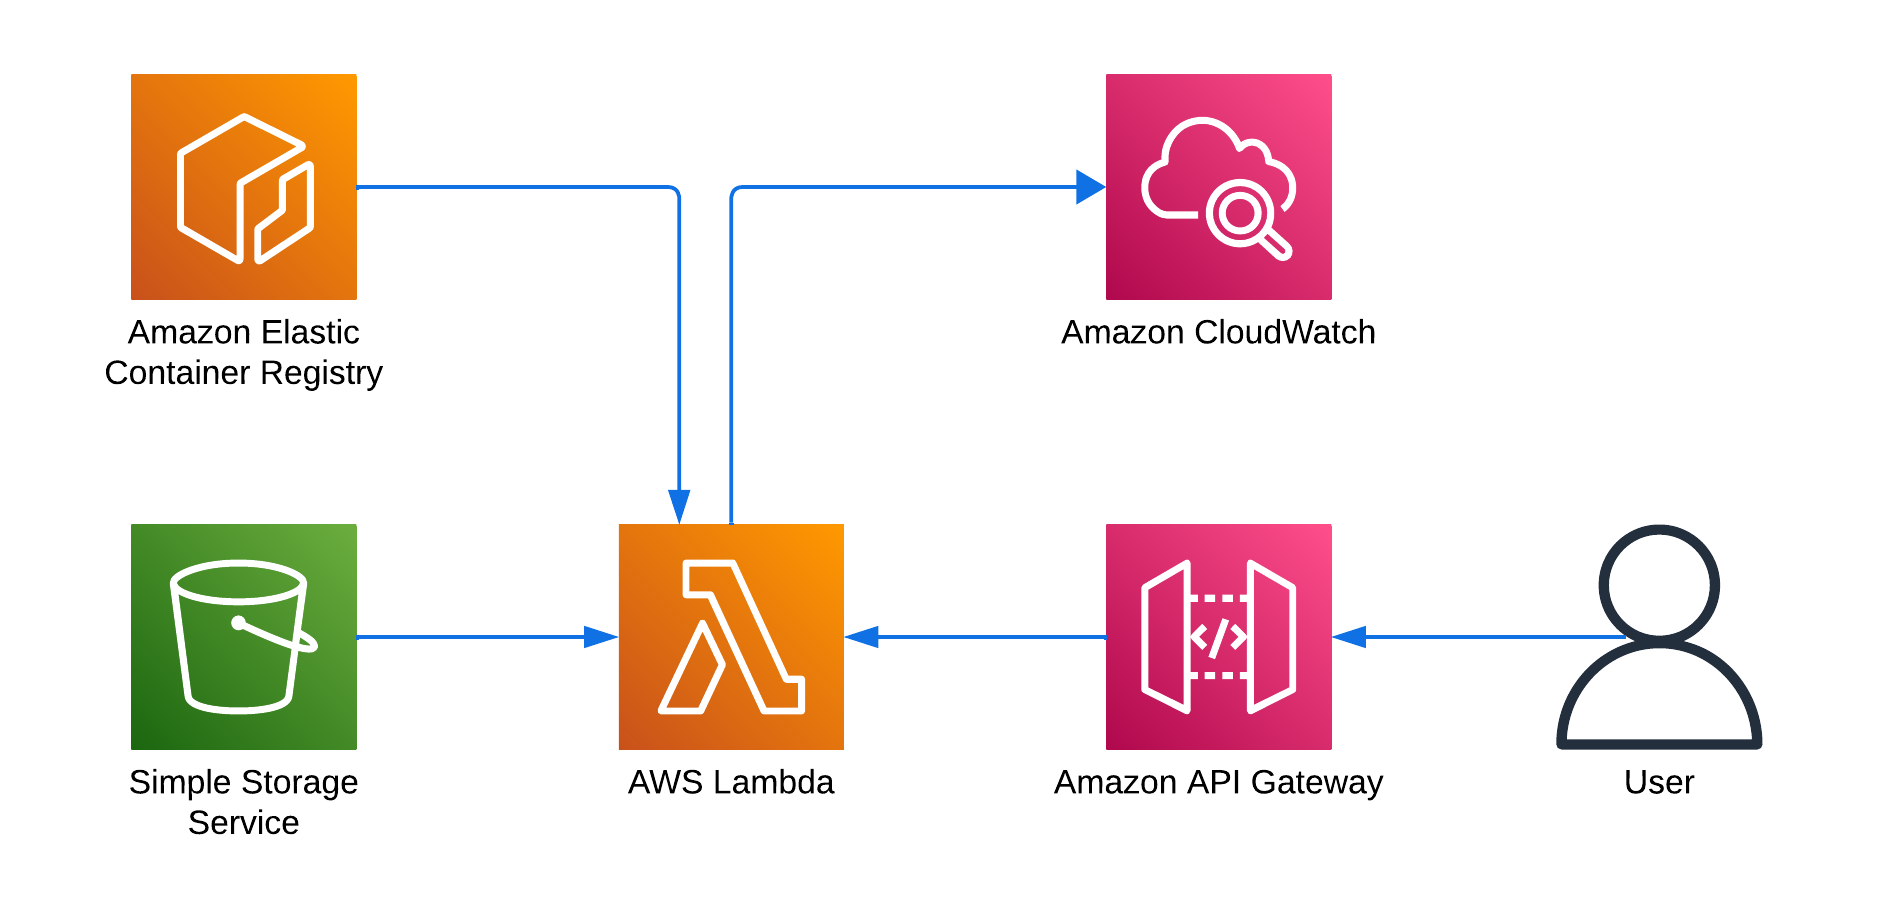 Amazon Elastic
Container Registry
Amazon CloudWatch
Simple Storage
Service
AWS Lambda
Amazon API Gateway
User